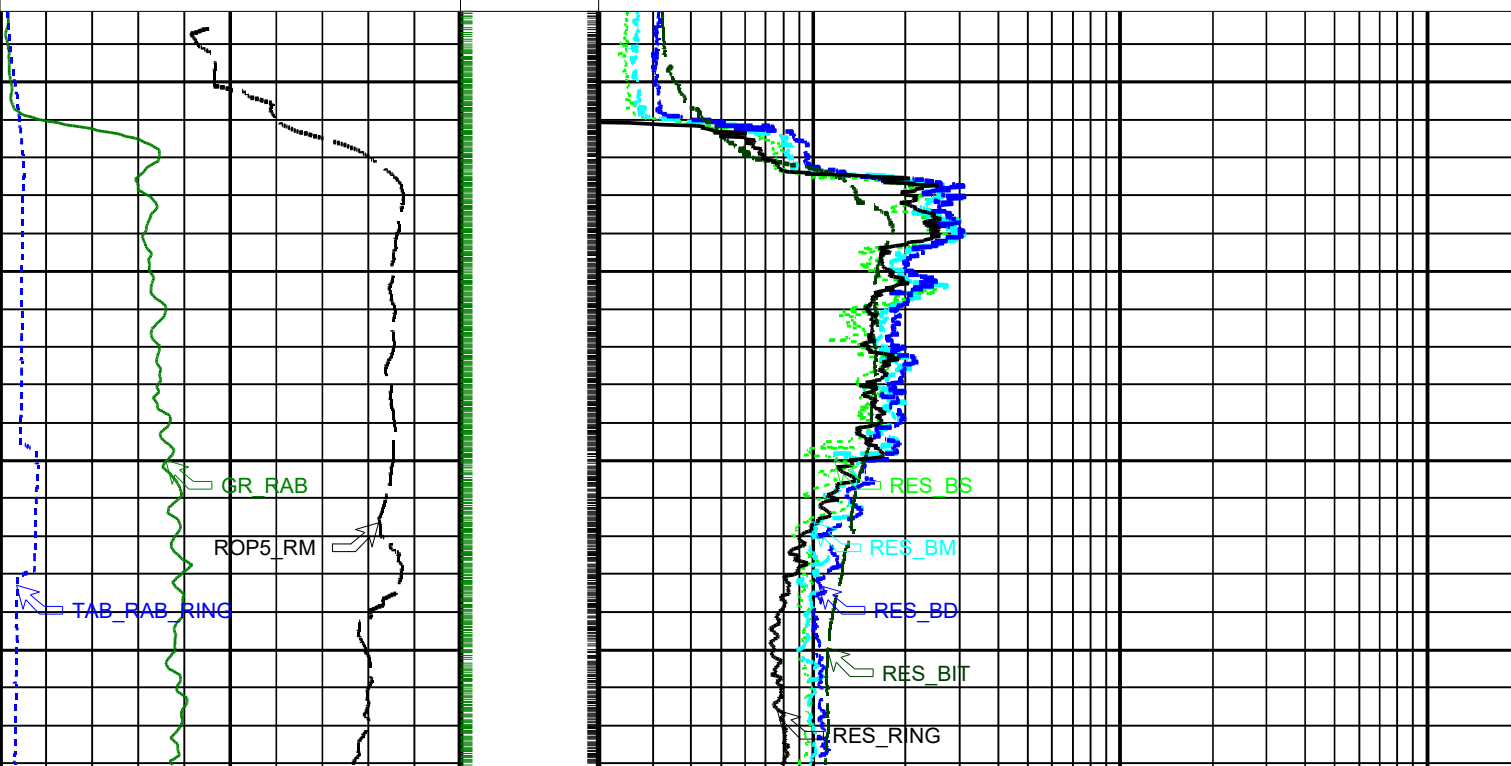 GR_RAB
RES_BS
ROP5_RM
RES_BM
TAB_RAB_RING
RES_BD
RES_BIT
RES_RING